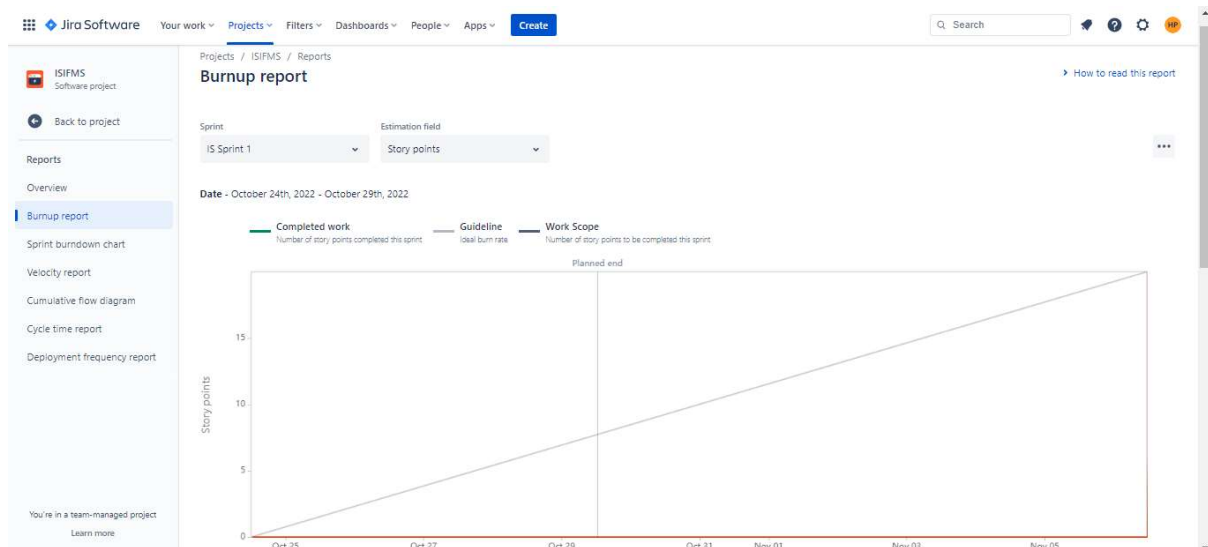 Jira Software Your work Projects Filters Dashboards People Apps Create Search HP
Projects / ISIFMS / Reports
Burnup report
How to read this report
ISIFMS
Software project
Back to project
Reports
Overview
Burnup report
Sprint burndown chart
Velocity report
Cumulative flow diagram
Cycle time report
Deployment frequency report
You're in a team-managed project
Learn more
Sprint Estimation field
IS Sprint 1 Story points
Date - October 24th, 2022 - October 29th, 2022
Completed work Guideline Work Scope
Number of story points completed this sprint Ideal burn rate Number of story points to be completed this sprint
Planned end
Story points
15
10
5
0
Oct 25 Oct 27 Oct 29 Oct 31 Nov 01 Nov 03 Nov 05